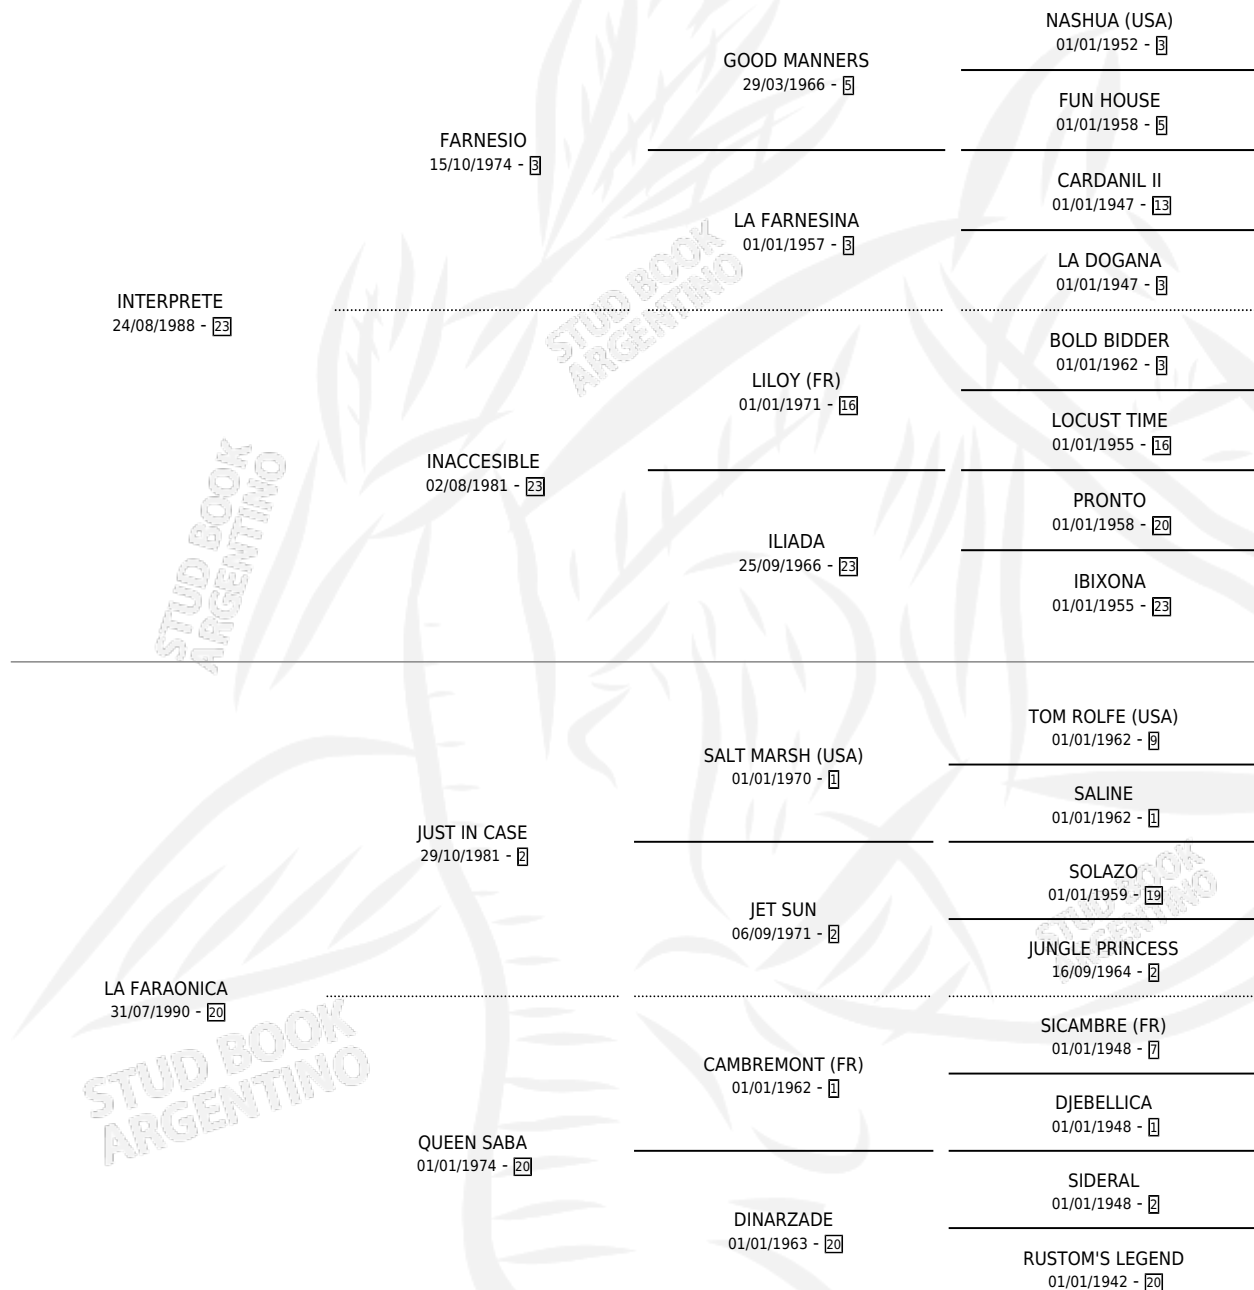 NASHUA (USA)
01/01/1952 - 3
GOOD MANNERS
29/03/1966 - 5
FUN HOUSE
01/01/1958 - 5
FARNESIO
15/10/1974 - 3
CARDANIL II
01/01/1947 - 13
LA FARNESINA
01/01/1957 - 3
LA DOGANA
01/01/1947 - 3
INTERPRETE
24/08/1988 - 23
BOLD BIDDER
01/01/1962 - 3
LILOY (FR)
01/01/1971 - 16
LOCUST TIME
01/01/1955 - 16
INACCESIBLE
02/08/1981 - 23
PRONTO
01/01/1958 - 20
ILIADA
25/09/1966 - 23
IBIXONA
01/01/1955 - 23
STUD BOOK
ARGENTINO
STUD BOOK
ARGENTINO
TOM ROLFE (USA)
01/01/1962 - 9
SALT MARSH (USA)
01/01/1970 - 1
SALINE
01/01/1962 - 1
JUST IN CASE
29/10/1981 - 2
SOLAZO
01/01/1959 - 19
JET SUN
06/09/1971 - 2
JUNGLE PRINCESS
16/09/1964 - 2
LA FARAONICA
31/07/1990 - 20
SICAMBRE (FR)
01/01/1948 - 7
CAMBREMONT (FR)
01/01/1962 - 1
DJEBELLICA
01/01/1948 - 1
QUEEN SABA
01/01/1974 - 20
SIDERAL
01/01/1948 - 2
DINARZADE
01/01/1963 - 20
RUSTOM'S LEGEND
01/01/1942 - 20
STUD BOOK
ARGENTINO
STUD BOOK
ARGENTINO